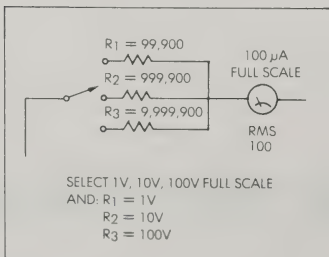 R1 = 99,900
100 µA
FULL SCALE
R2 = 999,900
R3 = 9,999,900
RMS
100
SELECT 1V, 10V, 100V FULL SCALE
AND: R1 = 1V
R2 = 10V
R3 = 100V